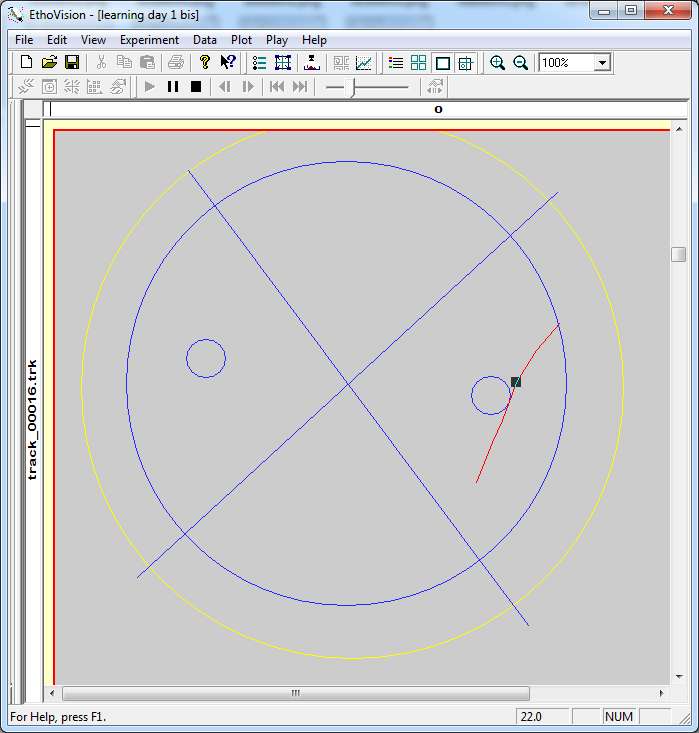 EthoVision - [learning day 1 bis]
File Edit View Experiment Data Plot Play Help
100%
O
track_00016.trk
For Help, press F1.
22.0
NUM